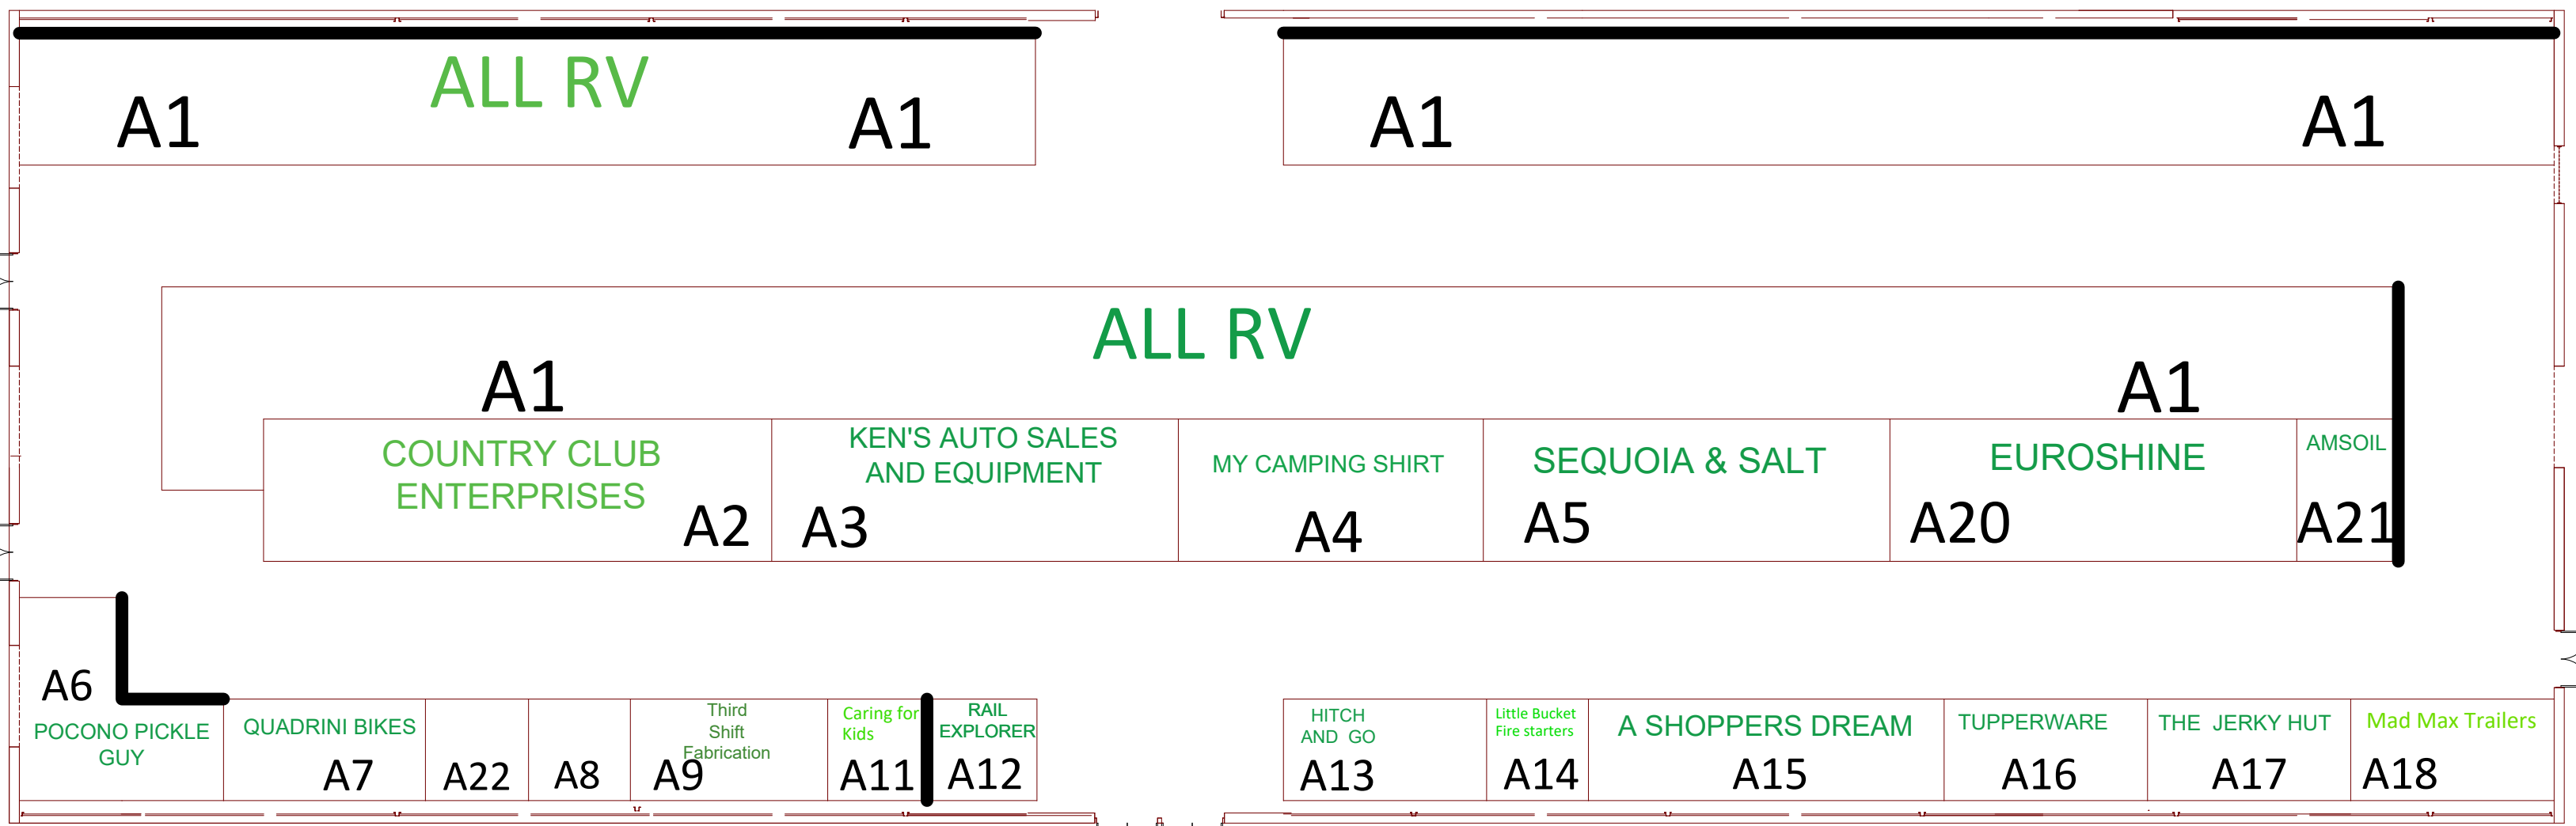 ALL RV
A1
A1
A1
A1
ALL RV
A1
A1
COUNTRY CLUB
ENTERPRISES
A2
KEN'S AUTO SALES
AND EQUIPMENT
A3
MY CAMPING SHIRT
A4
SEQUOIA & SALT
A5
EUROSHINE
A20
AMSOIL
A21
A6
POCONO PICKLE
GUY
QUADRINI BIKES
A7
A22
A8
Third
Shift
Fabrication
A9
Caring for
Kids
A11
RAIL
EXPLORER
A12
HITCH
AND GO
A13
Little Bucket
Fire starters
A14
A SHOPPERS DREAM
A15
TUPPERWARE
A16
THE JERKY HUT
A17
Mad Max Trailers
A18